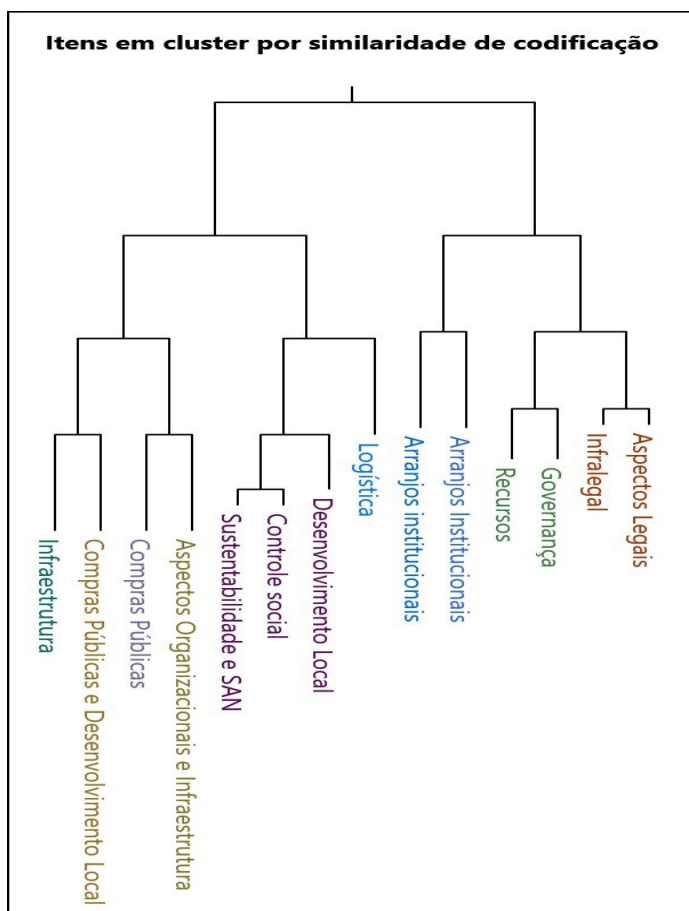 Itens em cluster por similaridade de codificação
Infraestrutura
Compras Públicas e Desenvolvimento Local
Compras Públicas
Aspectos Organizacionais e Infraestrutura
Sustentabilidade e SAN
Controle social
Desenvolvimento Local
Logística
Arranjos institucionais
Arranjos Institucionais
Recursos
Governança
Infralegal
Aspectos Legais